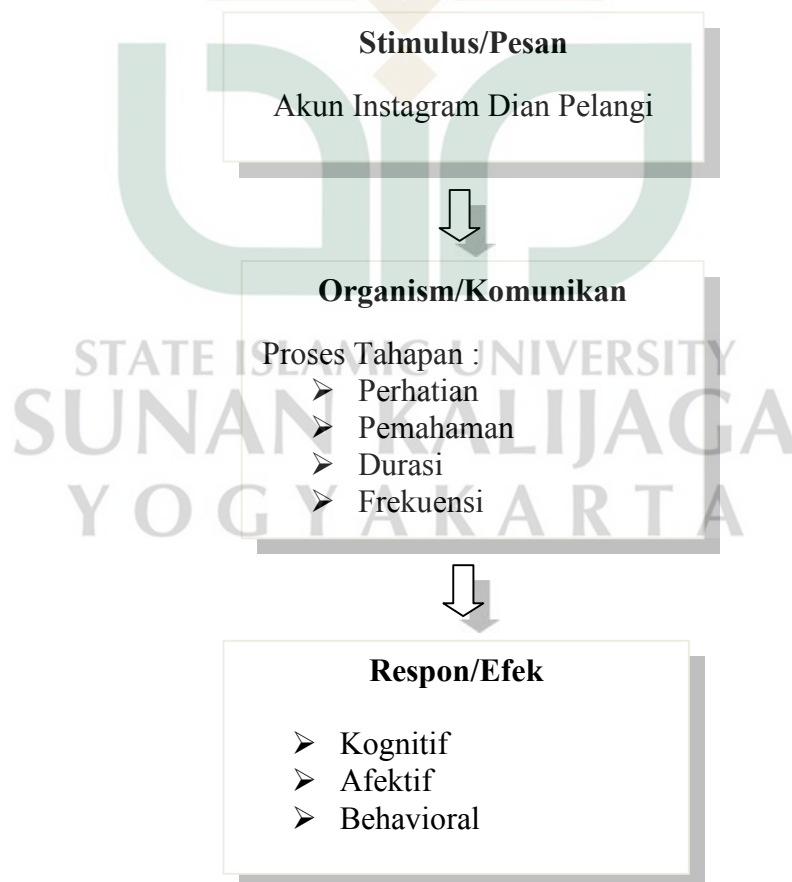 Stimulus/Pesan
Akun Instagram Dian Pelangi
Organism/Komunikan
Proses Tahapan :
➢ Perhatian
➢ Pemahaman
➢ Durasi
➢ Frekuensi
STATE ISLAMIC UNIVERSITY
SUNAN KALIJAGA
YOGYAKARTA
Respon/Efek
➢ Kognitif
➢ Afektif
➢ Behavioral